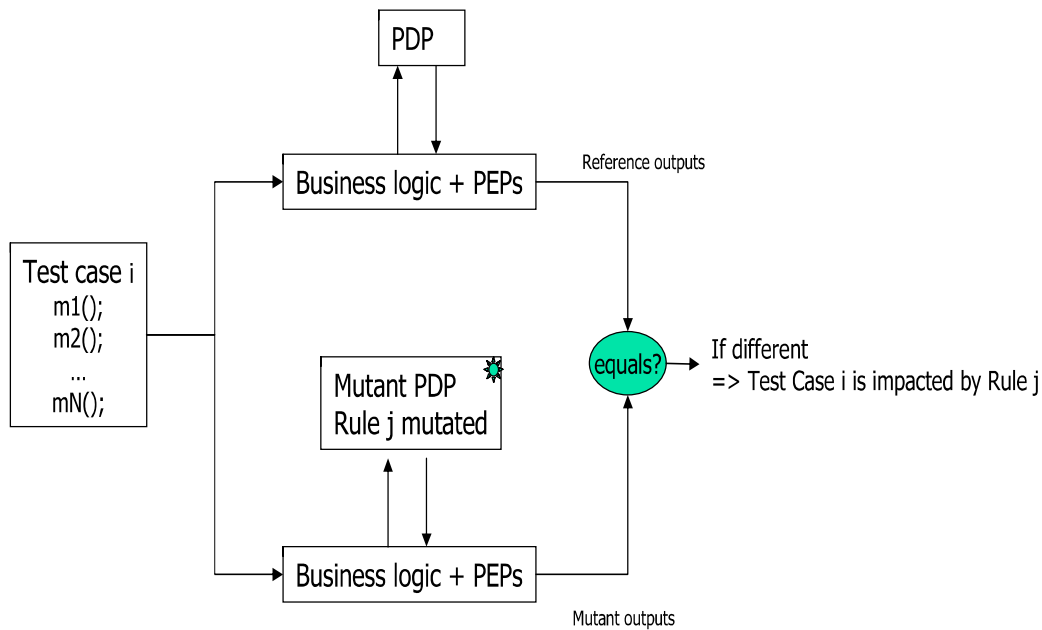 PDP
Business logic + PEPs
Reference outputs
Test case i
m1();
m2();
...
mN();
equals?
If different
=> Test Case i is impacted by Rule j
Mutant PDP
Rule j mutated
Business logic + PEPs
Mutant outputs